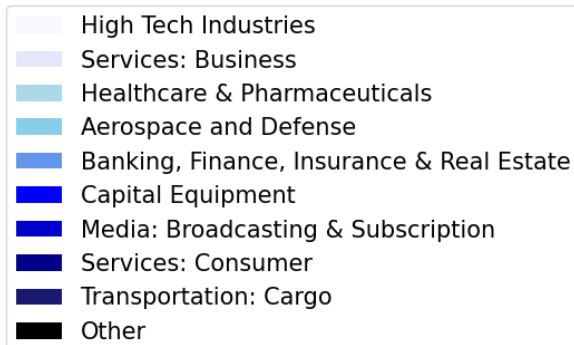 High Tech Industries
Services: Business
Healthcare & Pharmaceuticals
Aerospace and Defense
Banking, Finance, Insurance & Real Estate
Capital Equipment
Media: Broadcasting & Subscription
Services: Consumer
Transportation: Cargo
Other